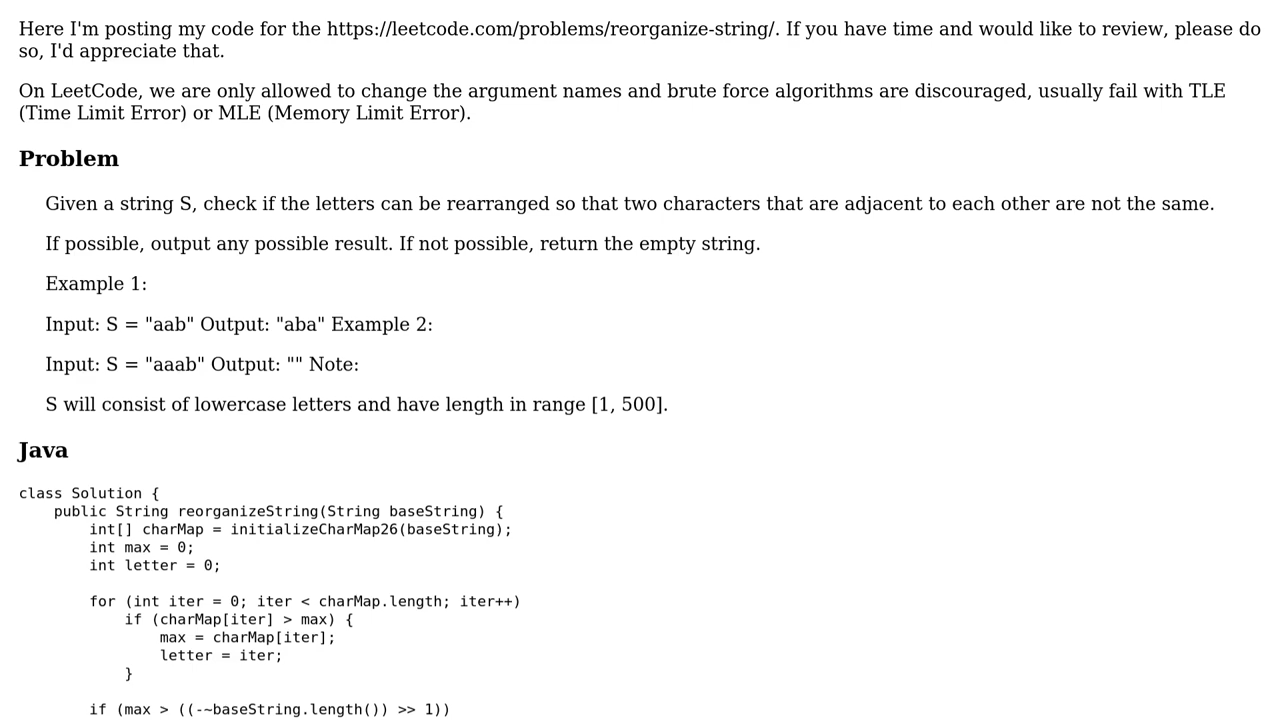 Here I'm posting my code for the https://leetcode.com/problems/reorganize-string/. If you have time and would like to review, please do
so, I'd appreciate that.
On LeetCode, we are only allowed to change the argument names and brute force algorithms are discouraged, usually fail with TLE
(Time Limit Error) or MLE (Memory Limit Error).
Problem
Given a string S, check if the letters can be rearranged so that two characters that are adjacent to each other are not the same.
If possible, output any possible result. If not possible, return the empty string.
Example 1:
Input: S = "aab" Output: "aba" Example 2:
Input: S = "aaab" Output: "" Note:
S will consist of lowercase letters and have length in range [1, 500].
Java
class Solution {
    public String reorganizeString(String baseString) {
        int[] charMap = initializeCharMap26(baseString);
        int max = 0;
        int letter = 0;
        for (int iter = 0; iter < charMap.length; iter++)
            if (charMap[iter] > max) {
                max = charMap[iter];
                letter = iter;
            }
        if (max > ((-~baseString.length()) >> 1))